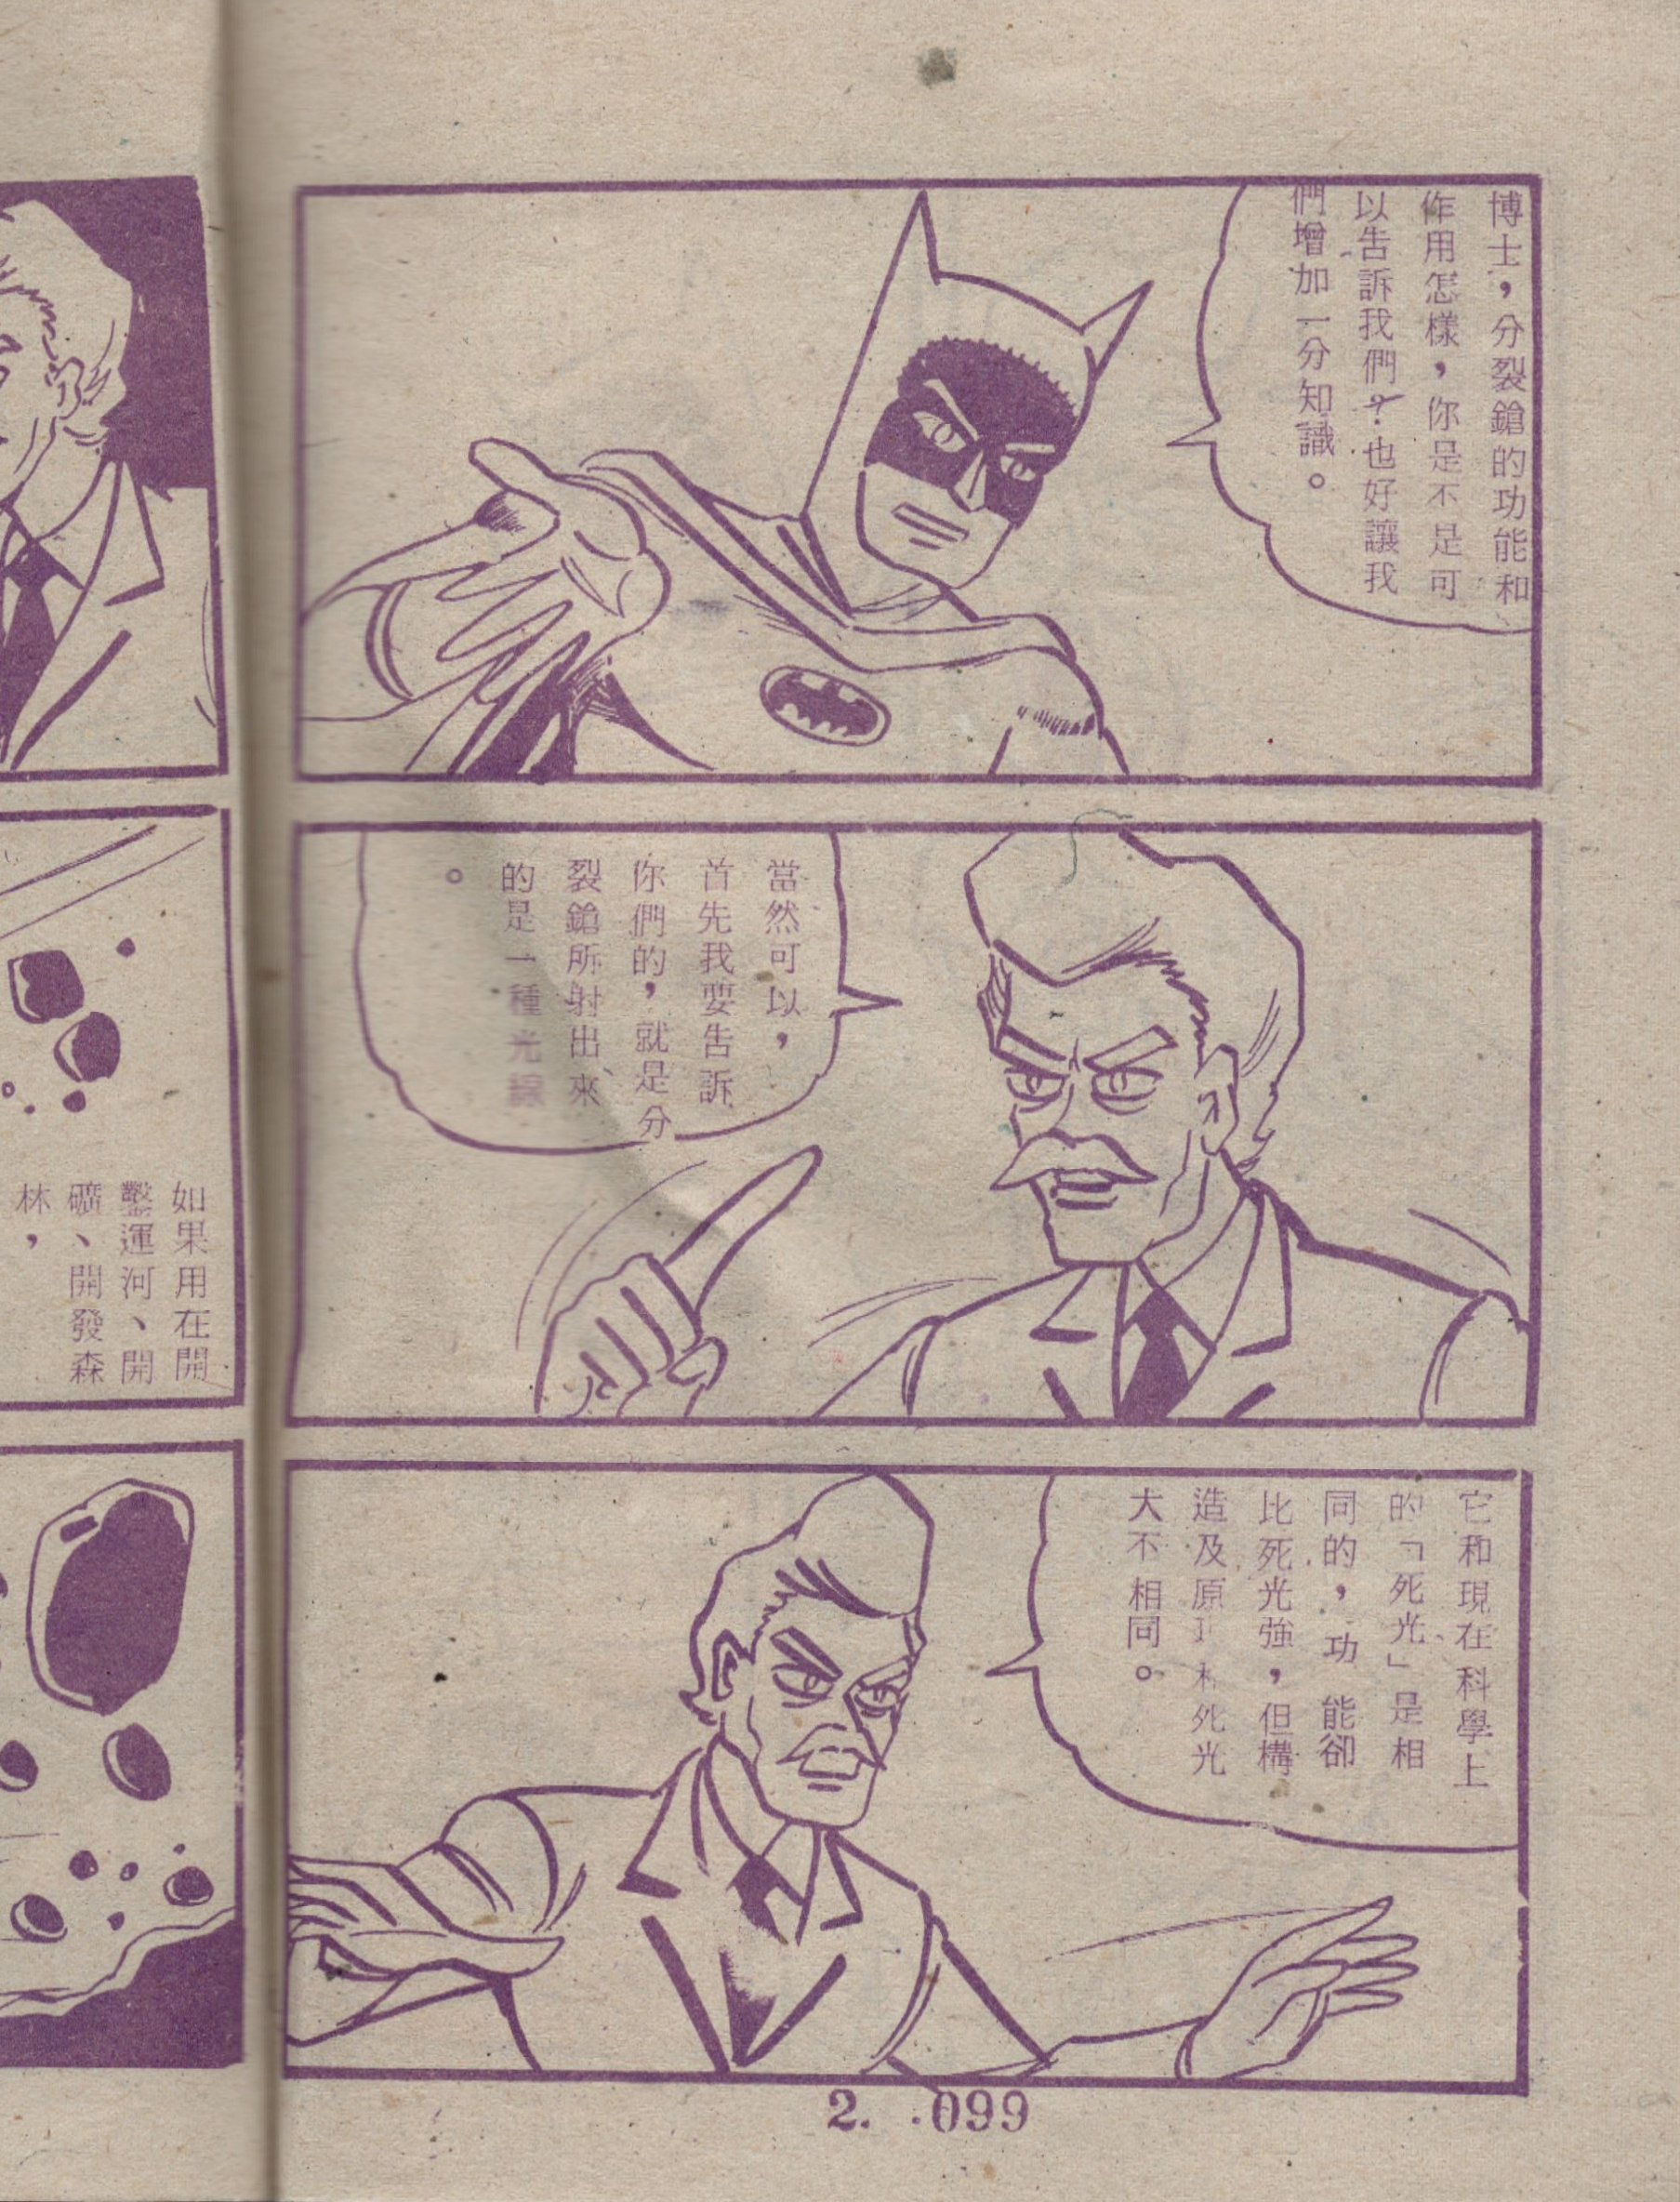 博士，分裂鎗的功能和
作用怎樣，你是不是可
以告訴我們？也好讓我
們增加一分知識。
當然可以，
首先我要告訴
你們的，就是分
裂鎗所射出來
的是一種光線
。
它和現在科學上
的「死光」是相
同的，功能卻
比死光強，但構
造及原 和死光
大不相同。
2. 099
如果用在開
鑿運河、開
礦、開發森
林，